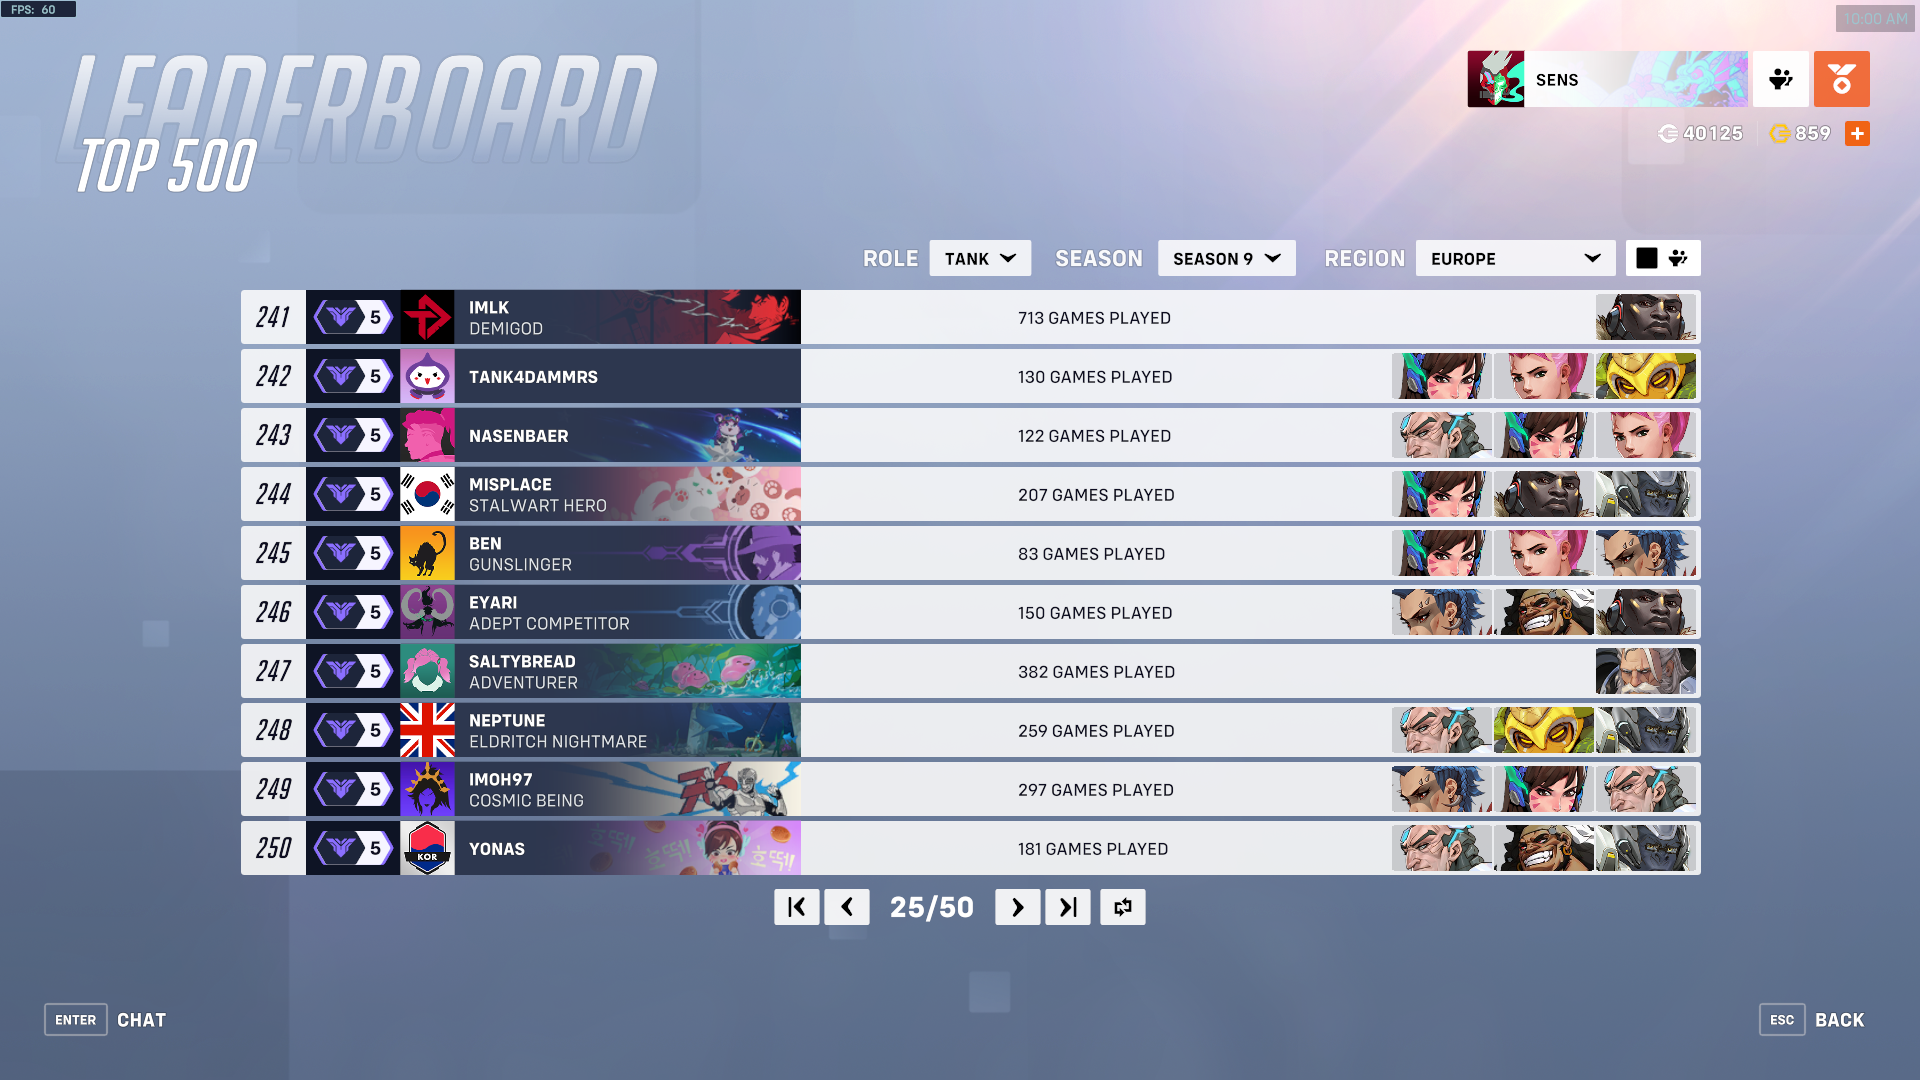 FPS: 60
10:00 AM
LEADERBOARD
TOP 500
SENS
40125
859
ROLE TANK SEASON SEASON 9 REGION EUROPE
241 5 IMLK DEMIGOD 713 GAMES PLAYED
242 5 TANK4DAMMRS 130 GAMES PLAYED
243 5 NASENBAER 122 GAMES PLAYED
244 5 MISPLACE STALWART HERO 207 GAMES PLAYED
245 5 BEN GUNSLINGER 83 GAMES PLAYED
246 5 EYARI ADEPT COMPETITOR 150 GAMES PLAYED
247 5 SALTYBREAD ADVENTURER 382 GAMES PLAYED
248 5 NEPTUNE ELDRITCH NIGHTMARE 259 GAMES PLAYED
249 5 IMOH97 COSMIC BEING 297 GAMES PLAYED
250 5 KOR YONAS 호떡! 호떡! 181 GAMES PLAYED
25/50
ENTER CHAT
ESC BACK